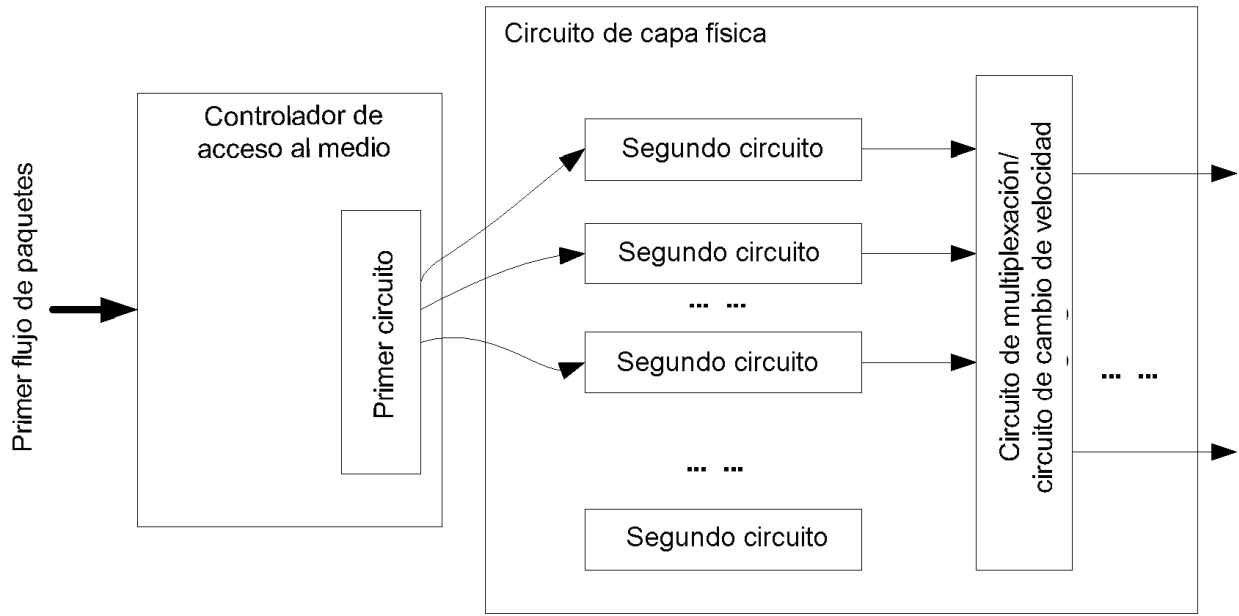 Primer flujo de paquetes
Controlador de
acceso al medio
Primer circuito
Circuito de capa física
Segundo circuito
Segundo circuito
... ...
Segundo circuito
... ...
Segundo circuito
Circuito de multiplexación/
circuito de cambio de velocidad
... ...